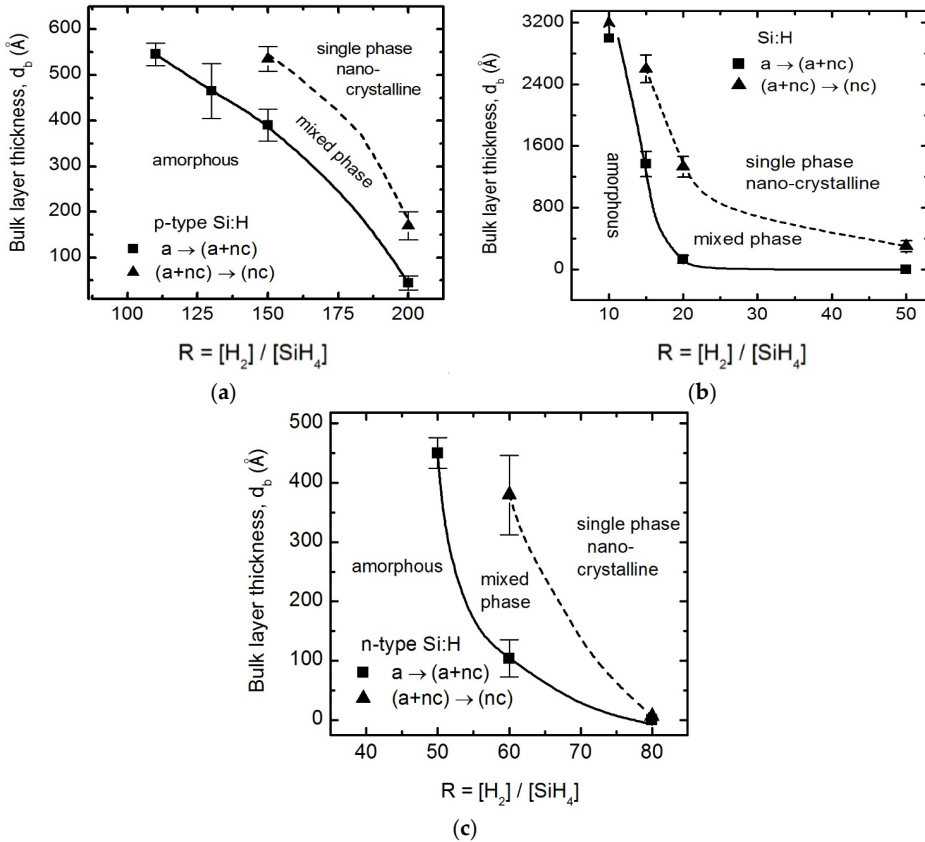 600
500
400
300
200
100
Bulk layer thickness, d_b (Å)
single phase
nano-
crystalline
mixed phase
amorphous
p-type Si:H
a → (a+nc)
(a+nc) → (nc)
100 125 150 175 200
R = [H₂] / [SiH₄]
(a)
3200
2400
1600
800
0
Bulk layer thickness, d_b (Å)
Si:H
a → (a+nc)
(a+nc) → (nc)
amorphous
single phase
nano-crystalline
mixed phase
10 20 30 40 50
R = [H₂] / [SiH₄]
(b)
500
400
300
200
100
0
Bulk layer thickness, d_b (Å)
single phase
nano-
crystalline
amorphous
mixed
phase
n-type Si:H
a → (a+nc)
(a+nc) → (nc)
40 50 60 70 80
R = [H₂] / [SiH₄]
(c)